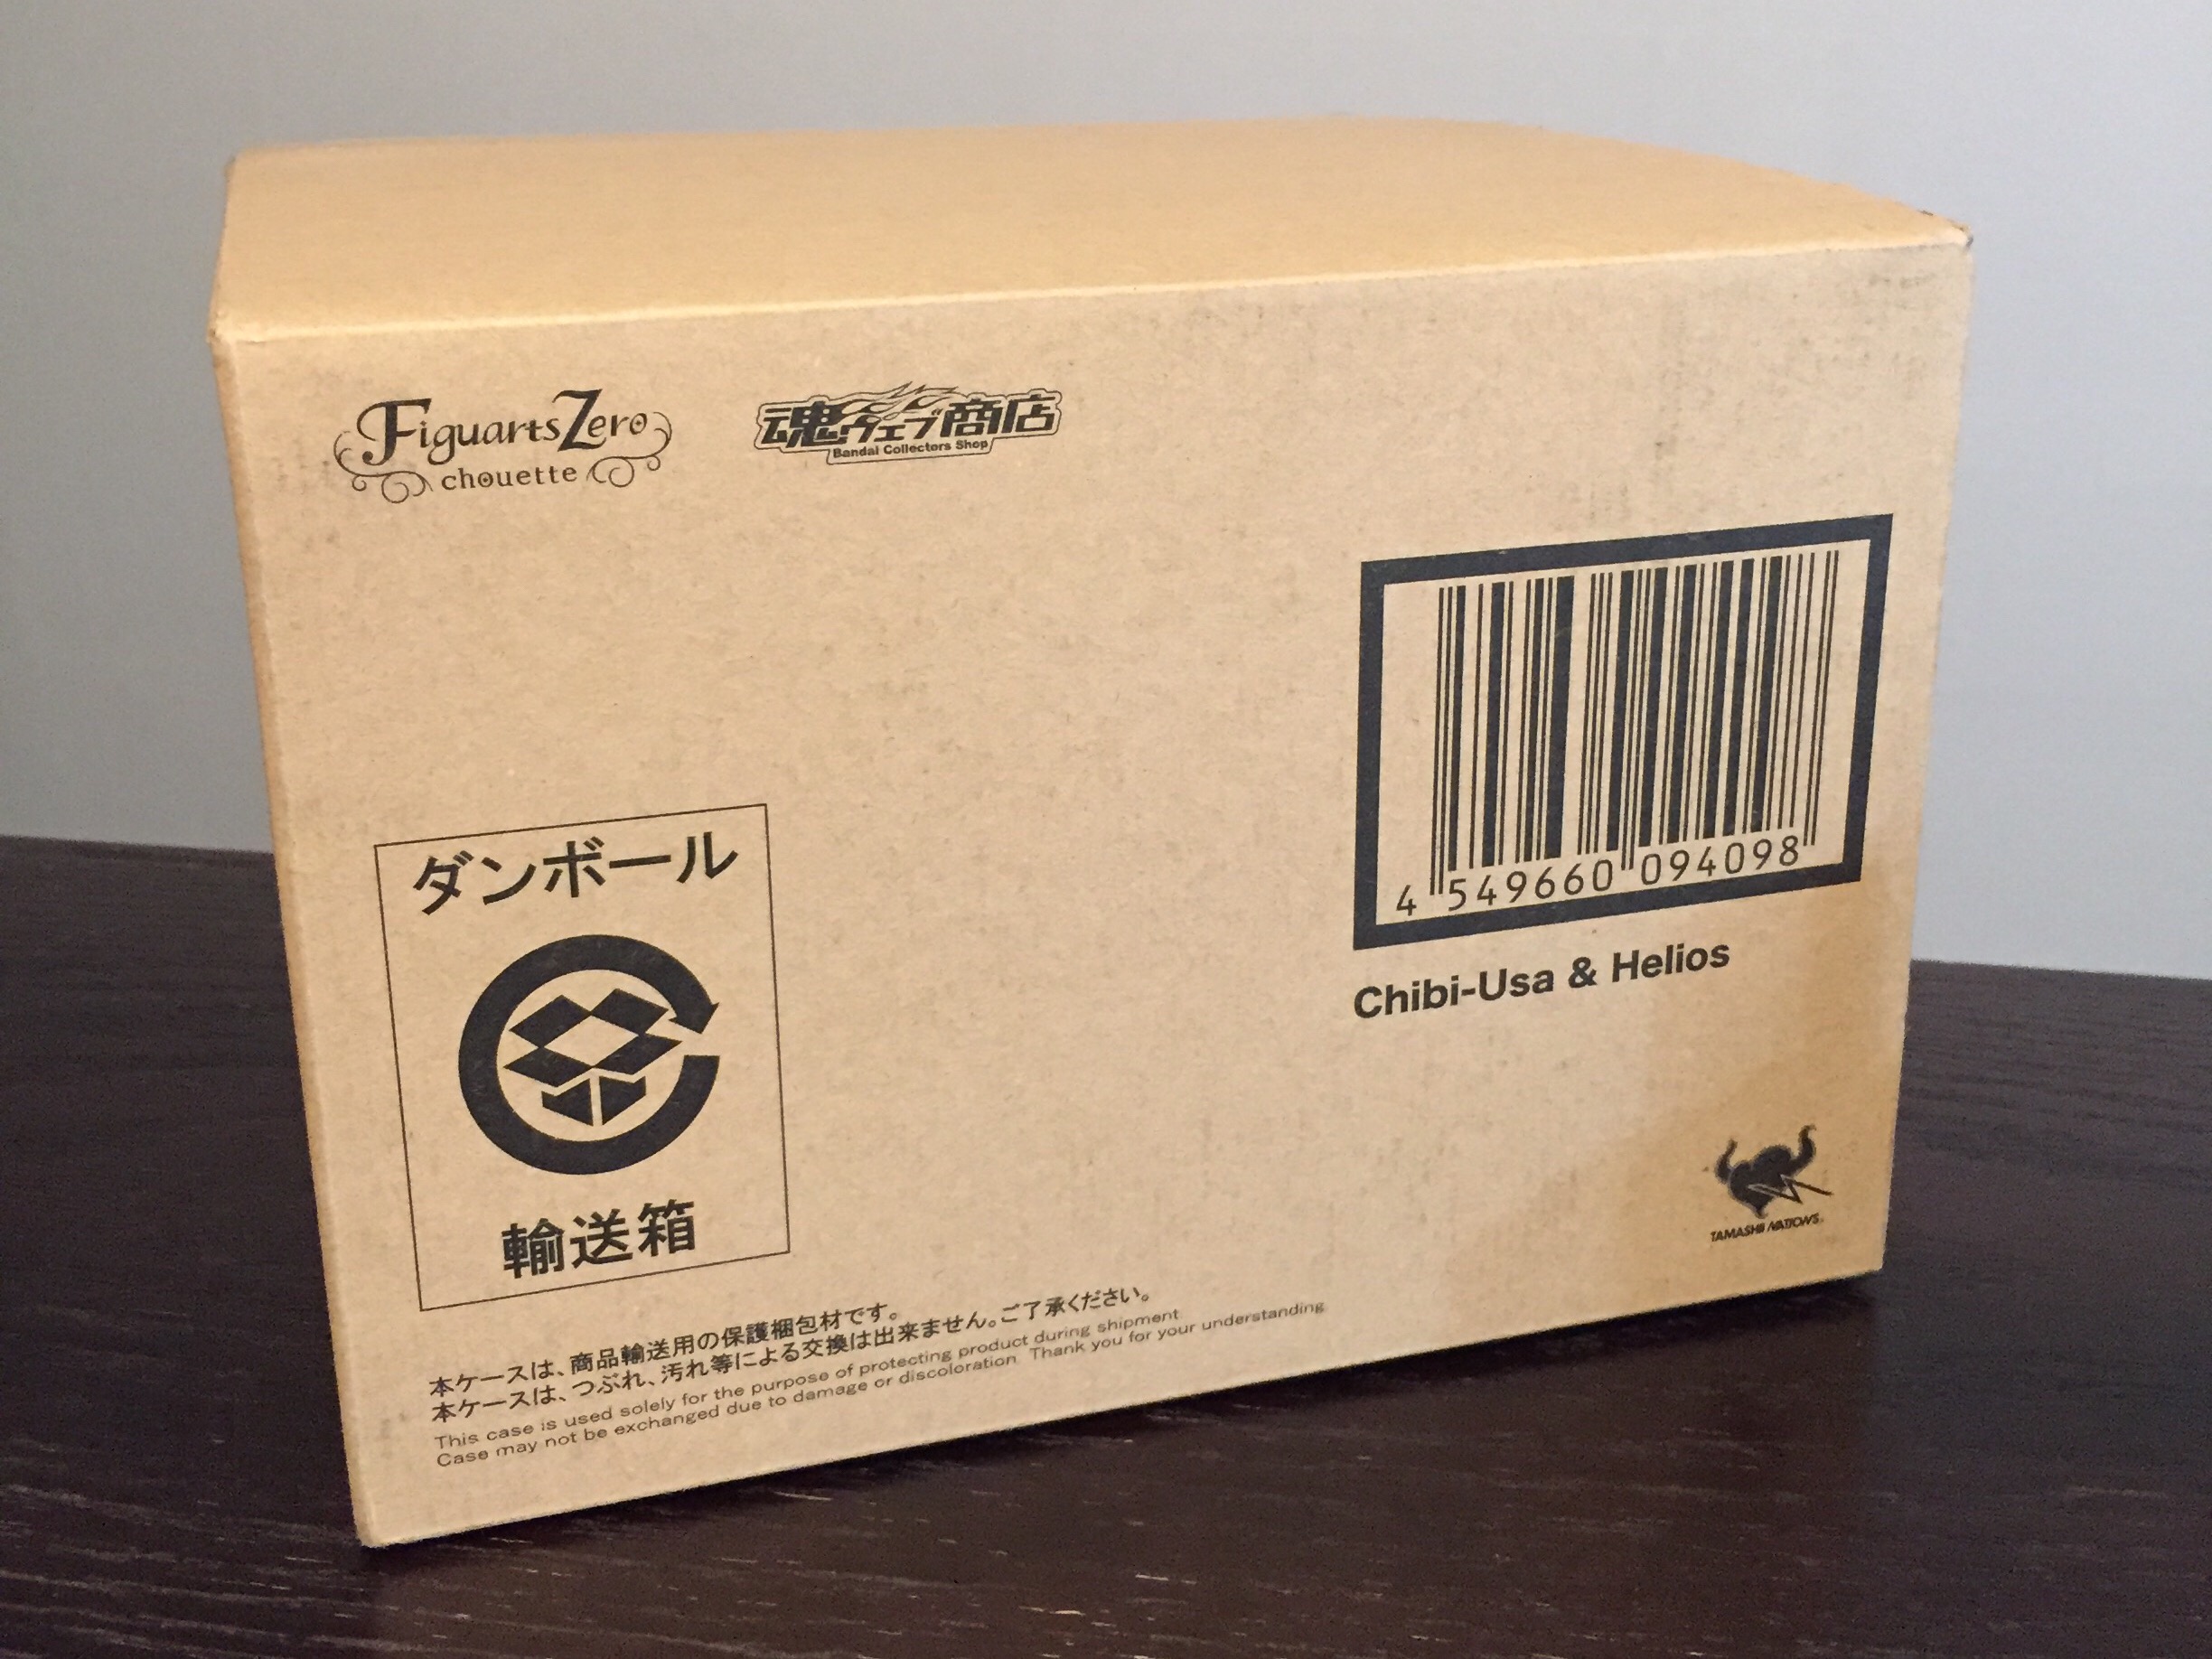 FiguartsZero
chouette
魂ウェブ商店
Bandai Collectors Shop
4 549660 094098
Chibi-Usa & Helios
ダンボール
輸送箱
TAMASHII NATIONS
本ケースは、商品輸送用の保護梱包材です。
本ケースは、つぶれ、汚れ等による交換は出来ません。ご了承ください。
This case is used solely for the purpose of protecting product during shipment.
Case may not be exchanged due to damage or discoloration. Thank you for your understanding.